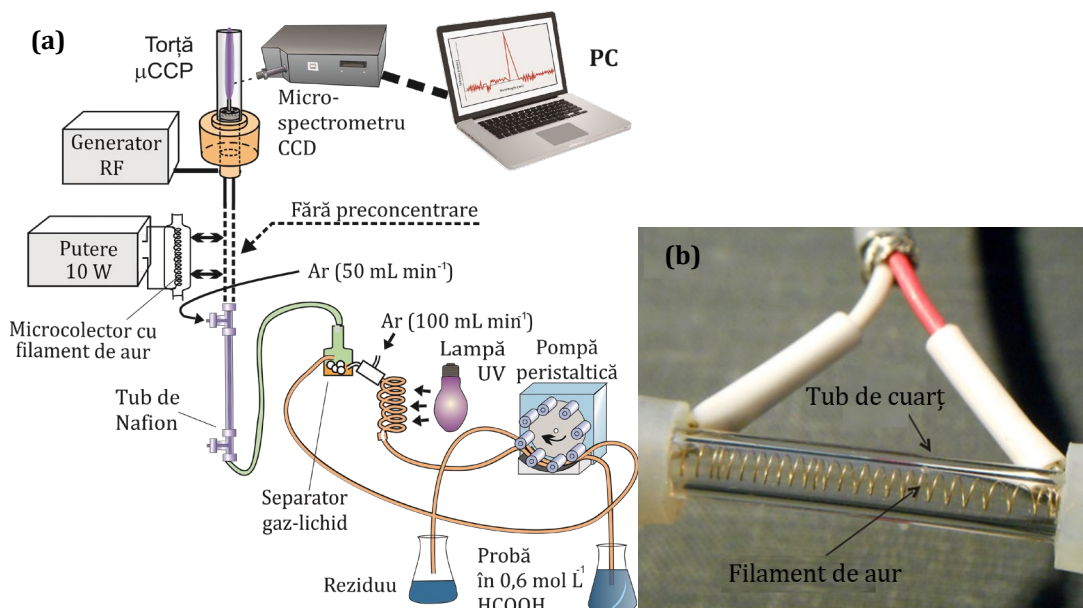 (a)
Torță
μCCP
Micro-
spectrometru
CCD
PC
Generator
RF
Fără preconcentrare
Putere
10 W
Ar (50 mL min⁻¹)
Microcolector cu
filament de aur
Ar (100 mL min⁻¹)
Lampă
UV
Pompă
peristaltică
Tub de
Nafion
Separator
gaz-lichid
Reziduu
Probă
în 0,6 mol L⁻¹
HCOOH
(b)
Tub de cuarț
Filament de aur